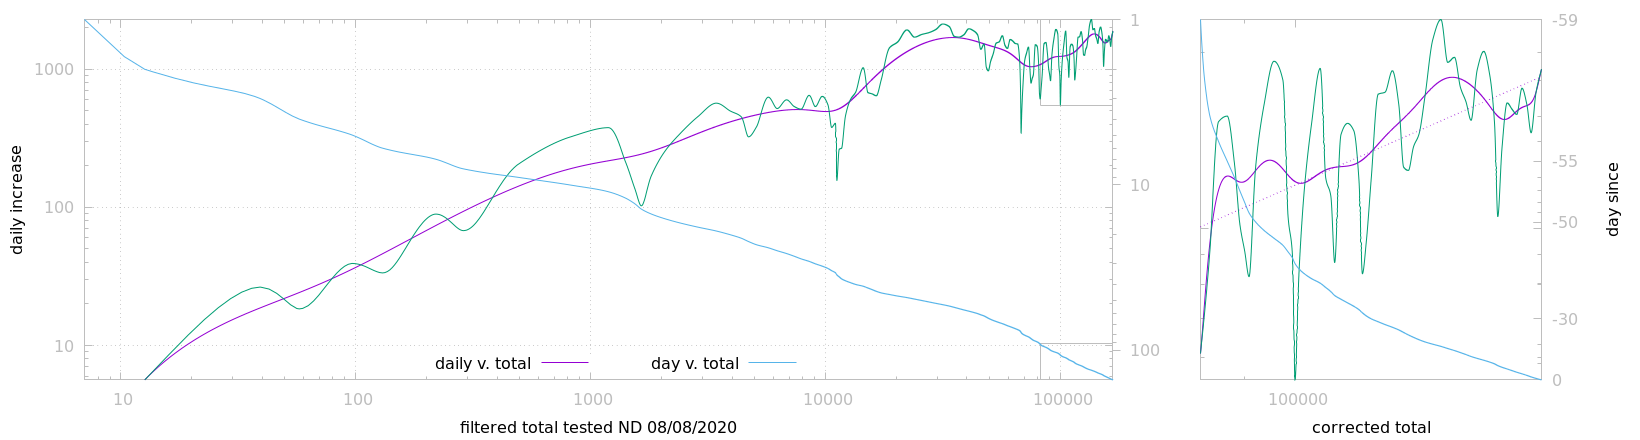 daily increase
1000
100
10
10
100
1000
10000
100000
1
10
100
daily v. total
day v. total
filtered total tested ND 08/08/2020
100000
-59
-55
-50
-30
0
day since
corrected total